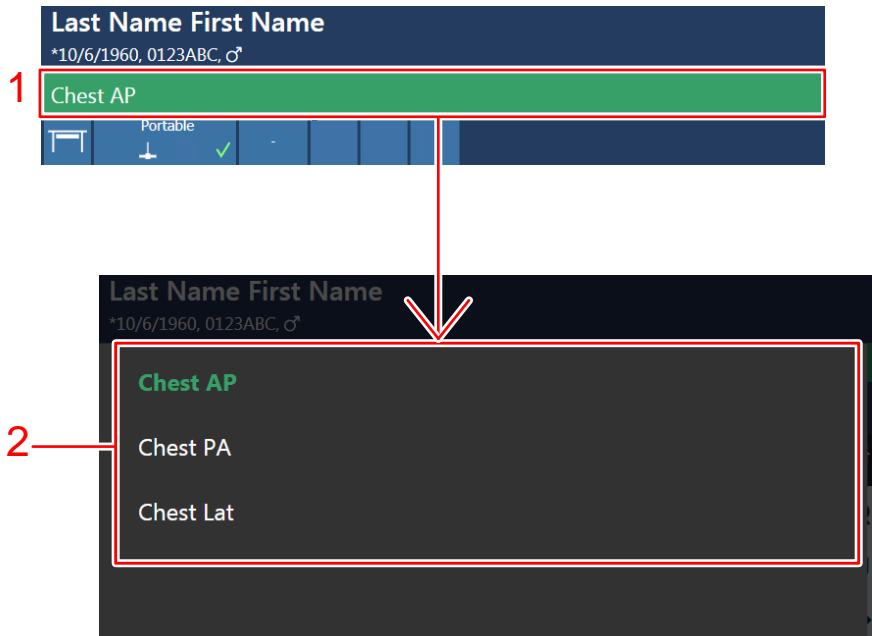 Last Name First Name
*10/6/1960, 0123ABC, ♂
1
Chest AP
Portable
-
Last Name First Name
*10/6/1960, 0123ABC, ♂
Chest AP
2
Chest PA
Chest Lat